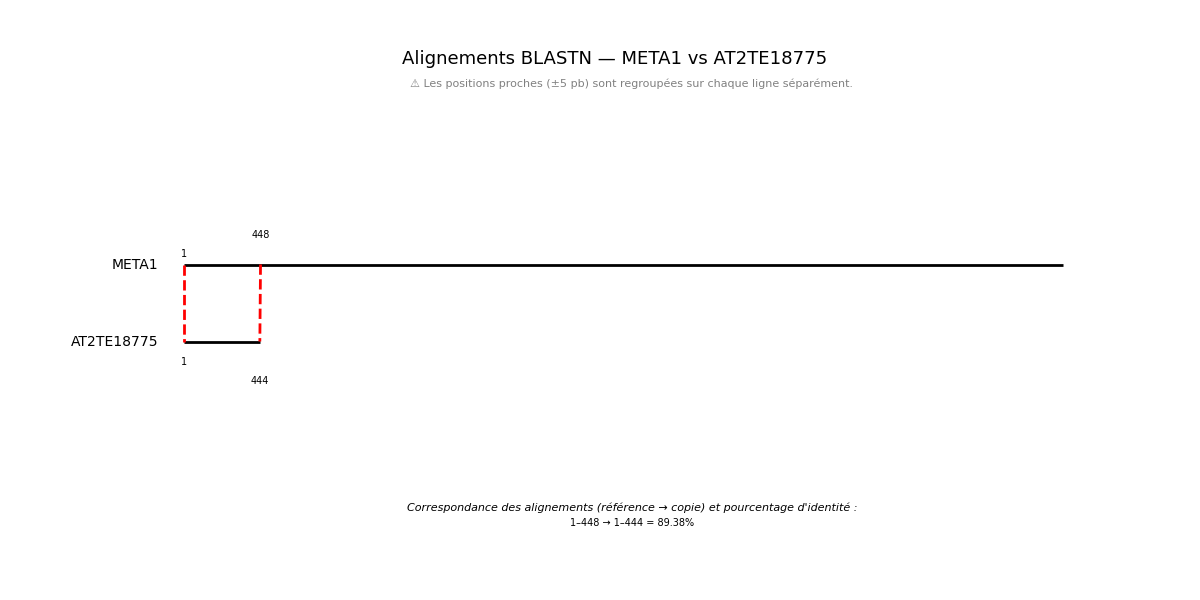 Alignements BLASTN — META1 vs AT2TE18775
⚠ Les positions proches (±5 pb) sont regroupées sur chaque ligne séparément.
448
1
META1
AT2TE18775
1
444
Correspondance des alignements (référence → copie) et pourcentage d'identité :
1–448 → 1–444 = 89.38%